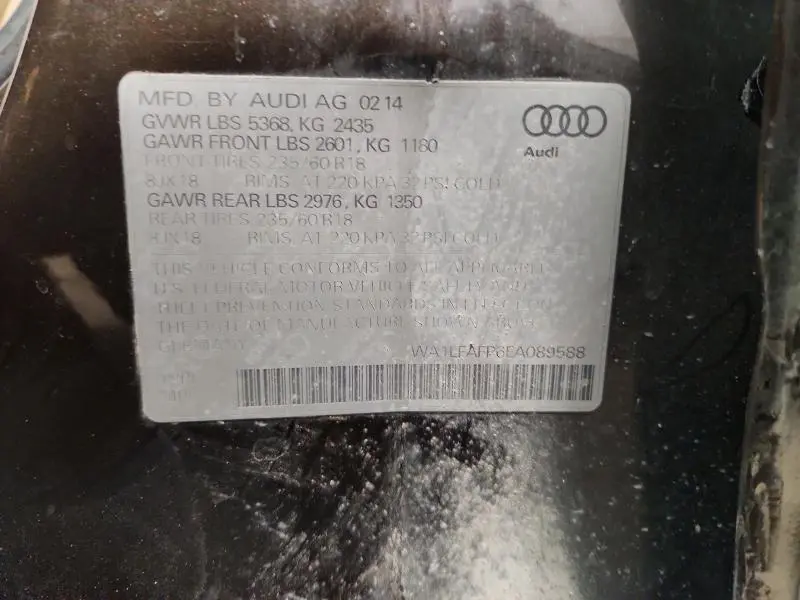 MFD BY AUDI AG 02 14
GVWR LBS 5368, KG 2435
GAWR FRONT LBS 2601, KG 1180
FRONT TIRES 235/60 R18
8JX18 RIMS, AT 220 KPA 32 PSI COLD
GAWR REAR LBS 2976, KG 1350
REAR TIRES 235/60 R18
8JX18 RIMS, AT 220 KPA 32 PSI COLD
Audi
THIS VEHICLE CONFORMS TO ALL APPLICABLE
U.S. FEDERAL MOTOR VEHICLE SAFETY AND
THEFT PREVENTION STANDARDS IN EFFECT ON
THE DATE OF MANUFACTURE SHOWN ABOVE.
GERMANY
WA1LFAFP6EA089588